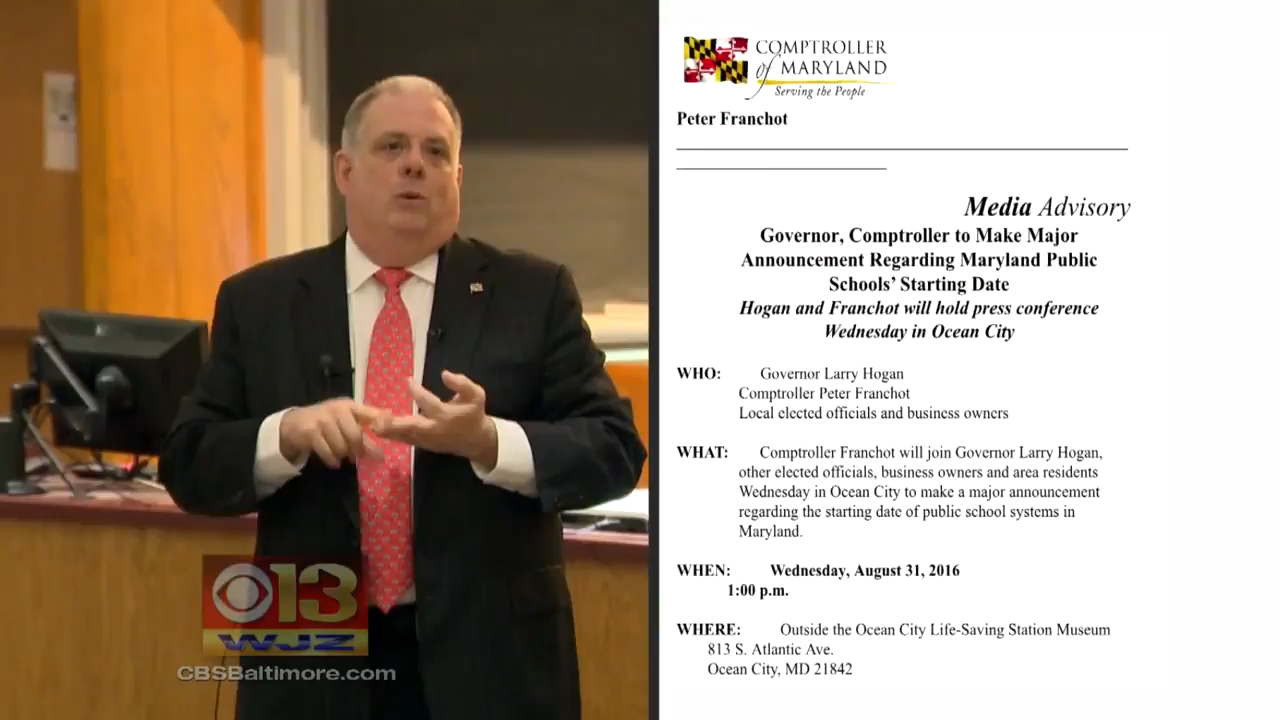 COMPTROLLER
of MARYLAND
Serving the People
Peter Franchot
Media Advisory
Governor, Comptroller to Make Major
Announcement Regarding Maryland Public
Schools' Starting Date
Hogan and Franchot will hold press conference
Wednesday in Ocean City
WHO: Governor Larry Hogan
Comptroller Peter Franchot
Local elected officials and business owners
WHAT: Comptroller Franchot will join Governor Larry Hogan,
other elected officials, business owners and area residents
Wednesday in Ocean City to make a major announcement
regarding the starting date of public school systems in
Maryland.
WHEN: Wednesday, August 31, 2016
1:00 p.m.
WHERE: Outside the Ocean City Life-Saving Station Museum
813 S. Atlantic Ave.
Ocean City, MD 21842
13
WJZ
CBSBaltimore.com